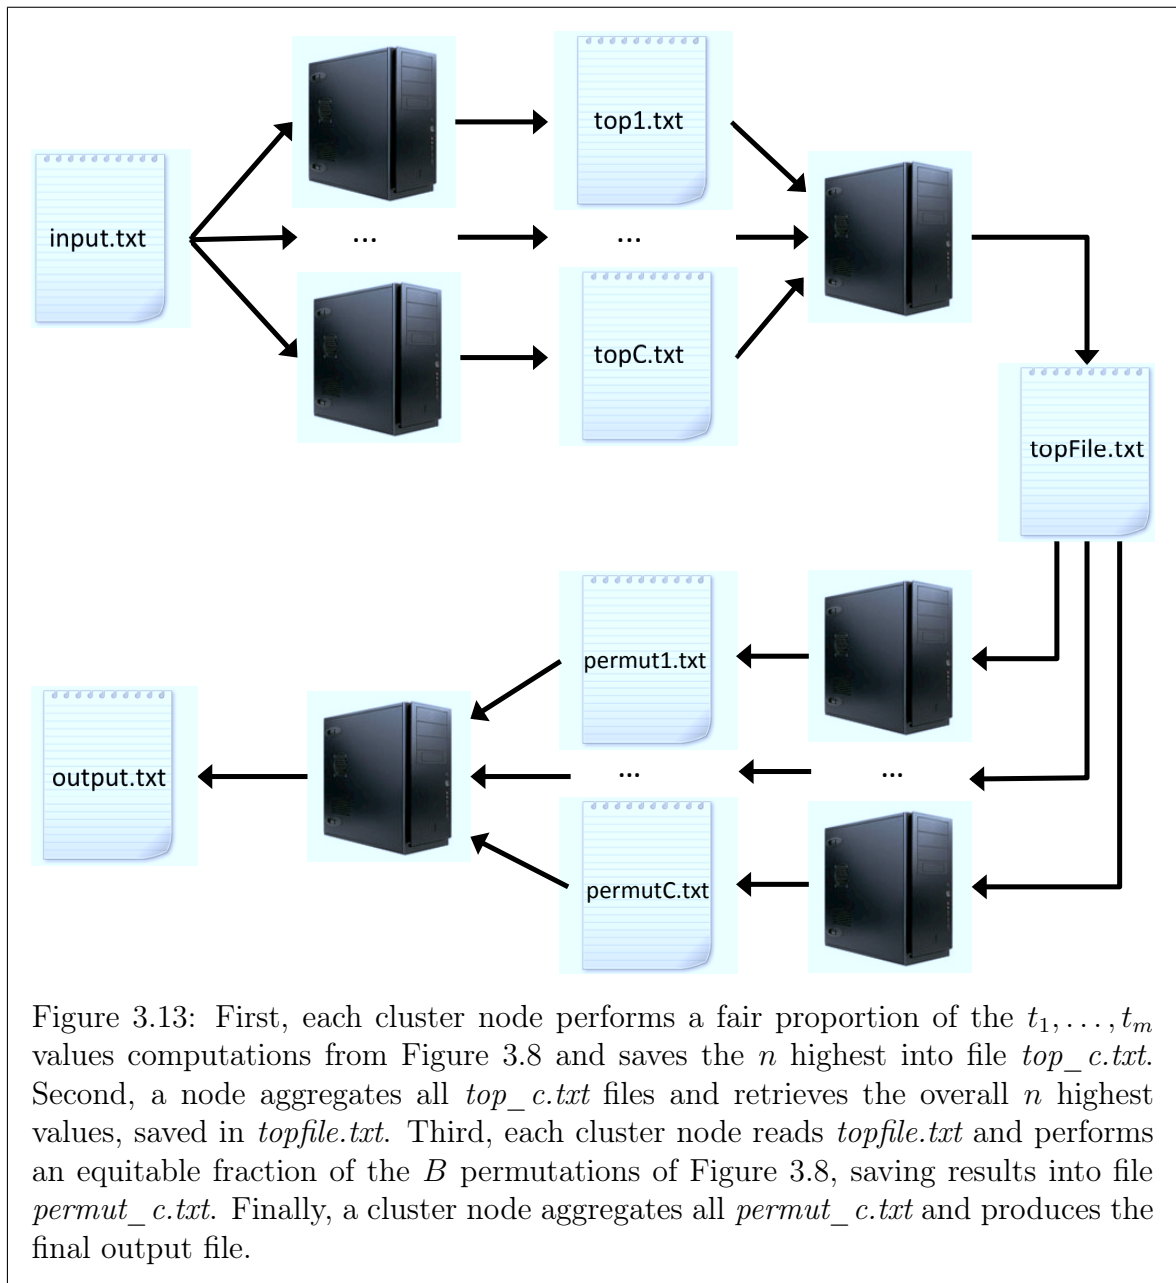 input.txt
...
top1.txt
...
topC.txt
topFile.txt
permut1.txt
...
...
permutC.txt
output.txt
Figure 3.13: First, each cluster node performs a fair proportion of the t₁, . . . , tₘ
values computations from Figure 3.8 and saves the n highest into file top_c.txt.
Second, a node aggregates all top_c.txt files and retrieves the overall n highest
values, saved in topfile.txt. Third, each cluster node reads topfile.txt and performs
an equitable fraction of the B permutations of Figure 3.8, saving results into file
permut_c.txt. Finally, a cluster node aggregates all permut_c.txt and produces the
final output file.